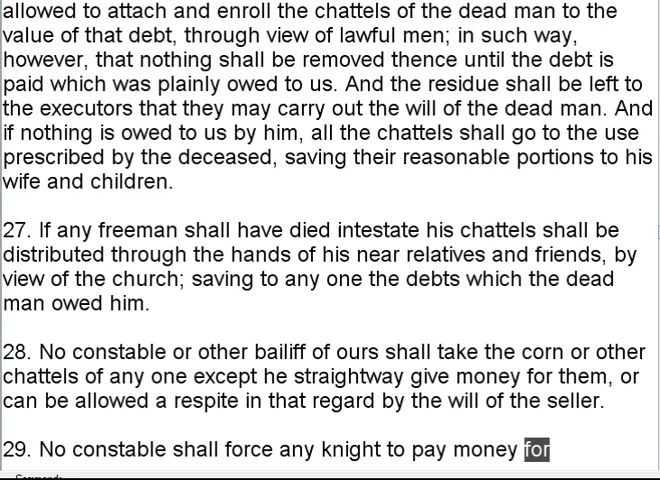 allowed to attach and enroll the chattels of the dead man to the
value of that debt, through view of lawful men; in such way,
however, that nothing shall be removed thence until the debt is
paid which was plainly owed to us. And the residue shall be left to
the executors that they may carry out the will of the dead man. And
if nothing is owed to us by him, all the chattels shall go to the use
prescribed by the deceased, saving their reasonable portions to his
wife and children.
27. If any freeman shall have died intestate his chattels shall be
distributed through the hands of his near relatives and friends, by
view of the church; saving to any one the debts which the dead
man owed him.
28. No constable or other bailiff of ours shall take the corn or other
chattels of any one except he straightway give money for them, or
can be allowed a respite in that regard by the will of the seller.
29. No constable shall force any knight to pay money for